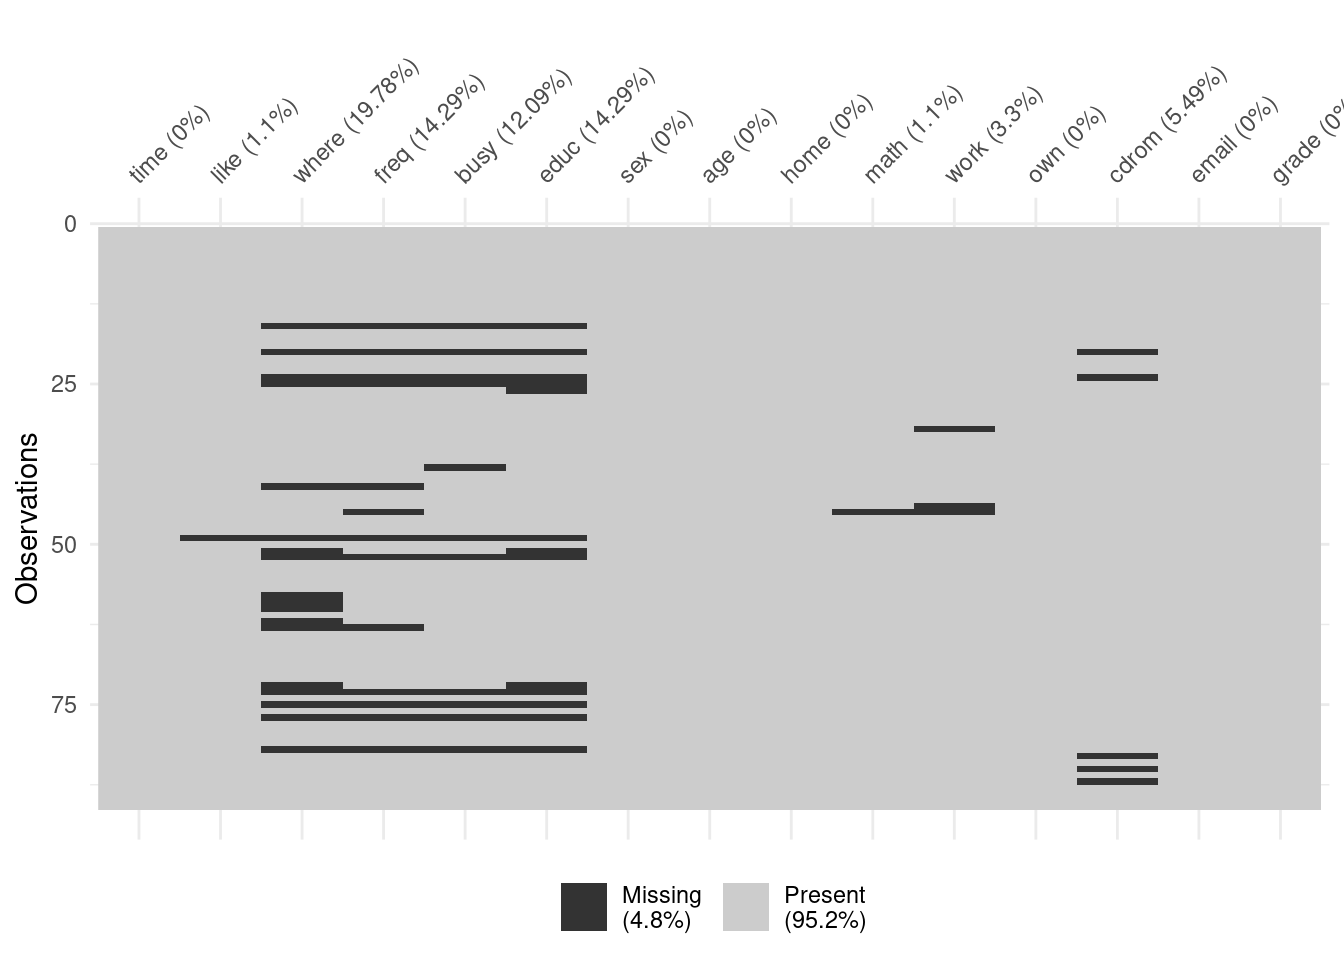 time (0%)
like (1.1%)
where (19.78%)
freq (14.29%)
busy (12.09%)
educ (14.29%)
sex (0%)
age (0%)
home (0%)
math (1.1%)
work (3.3%)
own (0%)
cdrom (5.49%)
email (0%)
grade (0%
0
25
50
75
Observations
Missing
(4.8%)
Present
(95.2%)